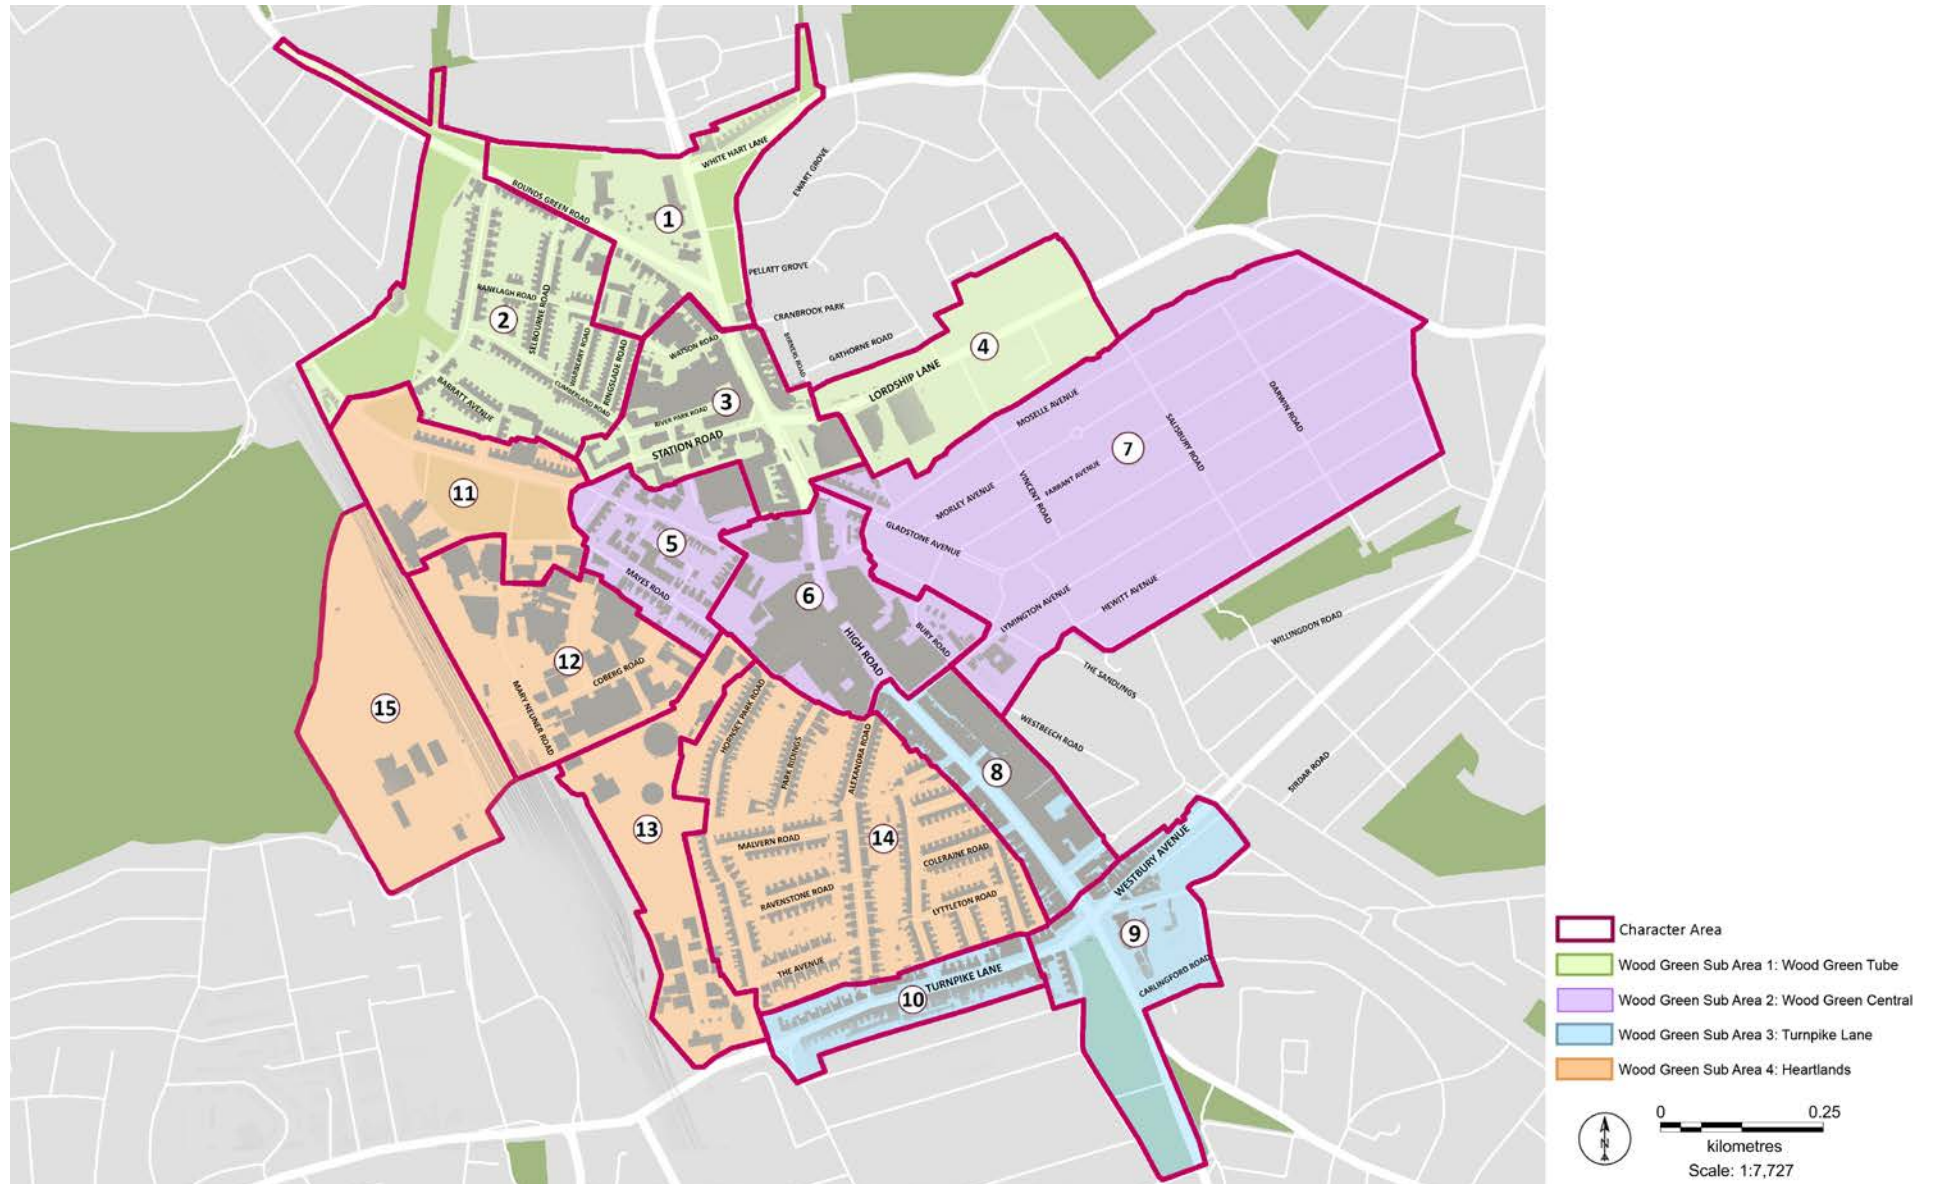 WHITE HART LANE
EWART GROVE
BOUNDS GREEN ROAD
1
PELLATT GROVE
RANELAGH ROAD
SELBOURNE ROAD
2
CRANBROOK PARK
BERNERS ROAD
GATHORNE ROAD
WATSON ROAD
4
WARBERRY ROAD
RINGSLADE ROAD
CUMBERLAND ROAD
BARRATT AVENUE
LORDSHIP LANE
3
RIVER PARK ROAD
STATION ROAD
MOSELLE AVENUE
DARWIN ROAD
SALISBURY ROAD
7
FARRANT AVENUE
VINCENT ROAD
MORLEY AVENUE
11
GLADSTONE AVENUE
5
MAYES ROAD
6
LYMINGTON AVENUE
HEWITT AVENUE
WILLINGDON ROAD
HIGH ROAD
BURY ROAD
12
COBERG ROAD
THE SANDLINGS
MARY NEUNER ROAD
15
HORNSEY PARK ROAD
PARK RIDINGS
ALEXANDRA ROAD
WESTBEECH ROAD
8
SIRDAR ROAD
13
MALVERN ROAD
14
COLERAINE ROAD
WESTBURY AVENUE
RAVENSTONE ROAD
LYTTLETON ROAD
9
THE AVENUE
TURNPIKE LANE
10
CARLINGFORD ROAD
Character Area
Wood Green Sub Area 1: Wood Green Tube
Wood Green Sub Area 2: Wood Green Central
Wood Green Sub Area 3: Turnpike Lane
Wood Green Sub Area 4: Heartlands
N
0 0.25
kilometres
Scale: 1:7,727